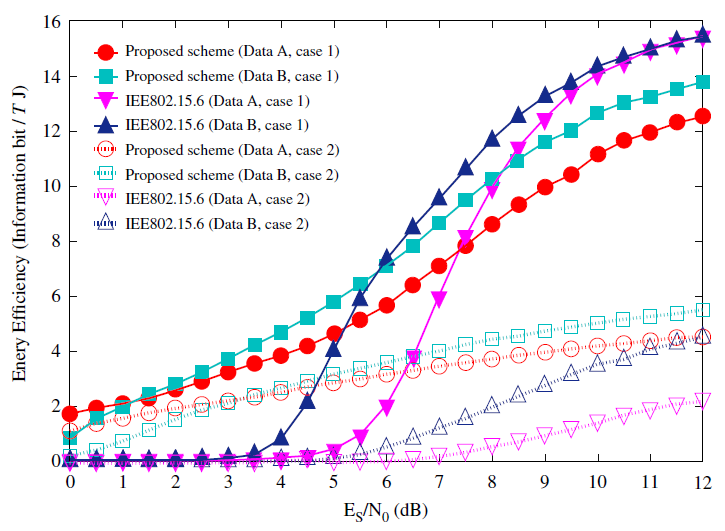 16
14
12
10
8
6
4
2
0
Enery Efficiency (Information bit / T J)
Proposed scheme (Data A, case 1)
Proposed scheme (Data B, case 1)
IEE802.15.6 (Data A, case 1)
IEE802.15.6 (Data B, case 1)
Proposed scheme (Data A, case 2)
Proposed scheme (Data B, case 2)
IEE802.15.6 (Data A, case 2)
IEE802.15.6 (Data B, case 2)
0 1 2 3 4 5 6 7 8 9 10 11 12
E_S/N_0 (dB)